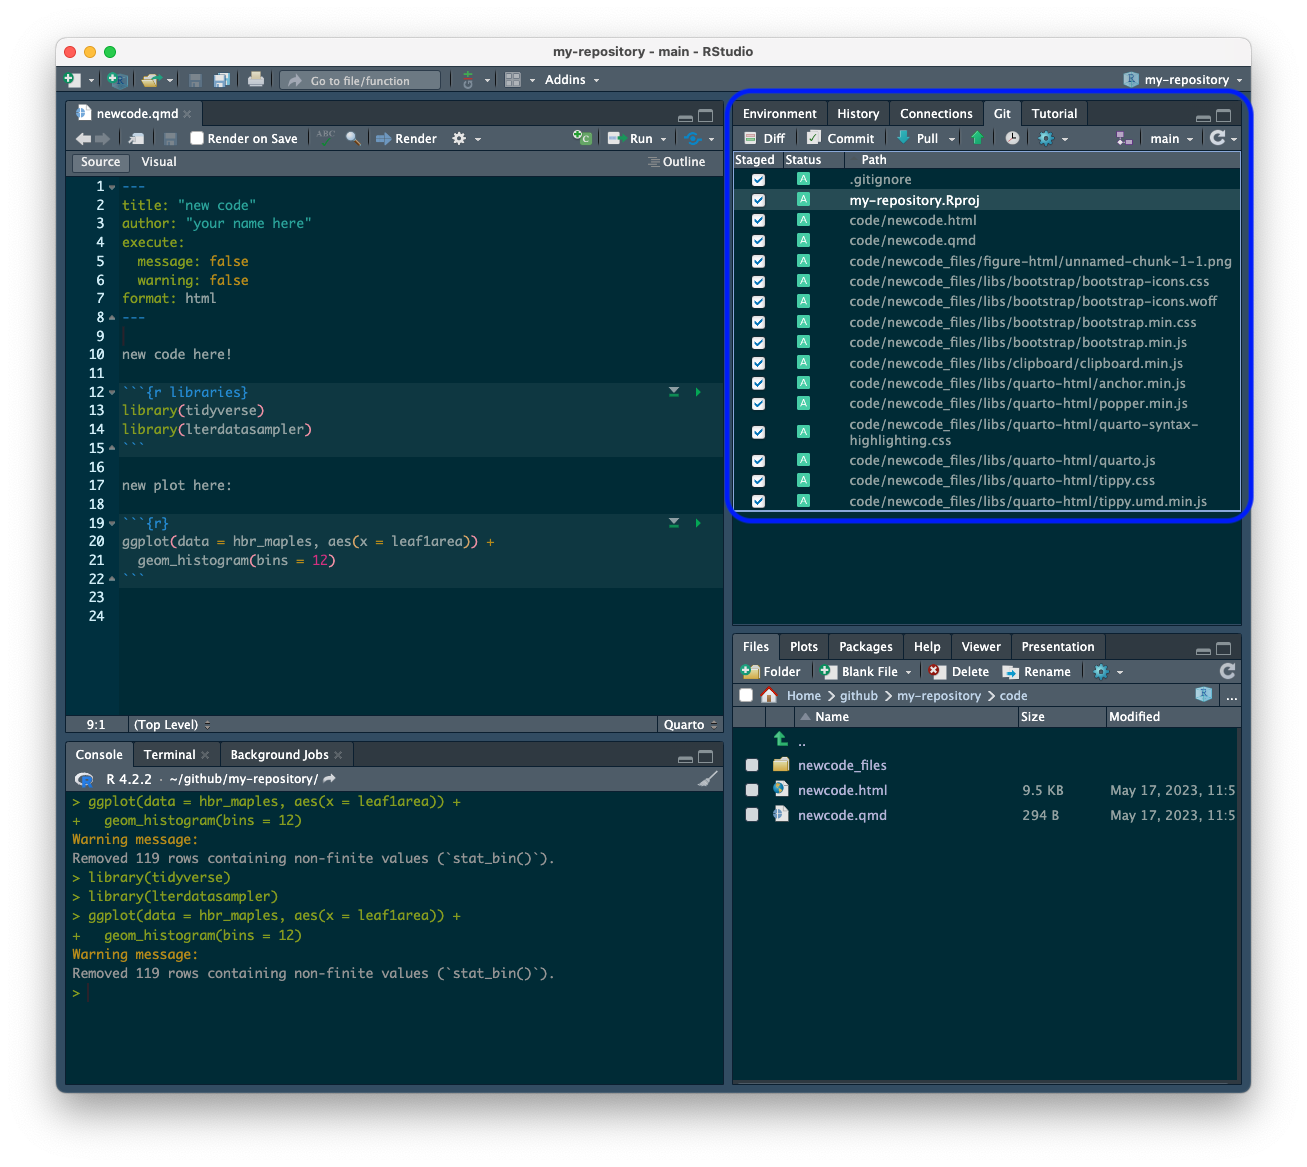 my-repository - main - RStudio
Go to file/function
Addins
my-repository
newcode.qmd
Render on Save
ABC
Render
Run
Source
Visual
Outline
1 ---
2 title: "new code"
3 author: "your name here"
4 execute:
5   message: false
6   warning: false
7 format: html
8 ---
9
10 new code here!
11
12 ```{r libraries}
13 library(tidyverse)
14 library(lterdatasampler)
15 ```
16
17 new plot here:
18
19 ```{r}
20 ggplot(data = hbr_maples, aes(x = leaf1area)) +
21   geom_histogram(bins = 12)
22 ```
23
24
9:1 (Top Level)
Quarto
Console Terminal Background Jobs
R 4.2.2 · ~/github/my-repository/
> ggplot(data = hbr_maples, aes(x = leaf1area)) +
+   geom_histogram(bins = 12)
Warning message:
Removed 119 rows containing non-finite values (`stat_bin()`).
> library(tidyverse)
> library(lterdatasampler)
> ggplot(data = hbr_maples, aes(x = leaf1area)) +
+   geom_histogram(bins = 12)
Warning message:
Removed 119 rows containing non-finite values (`stat_bin()`).
>
Environment History Connections Git Tutorial
Diff Commit Pull main
Staged Status Path
A .gitignore
A my-repository.Rproj
A code/newcode.html
A code/newcode.qmd
A code/newcode_files/figure-html/unnamed-chunk-1-1.png
A code/newcode_files/libs/bootstrap/bootstrap-icons.css
A code/newcode_files/libs/bootstrap/bootstrap-icons.woff
A code/newcode_files/libs/bootstrap/bootstrap.min.css
A code/newcode_files/libs/bootstrap/bootstrap.min.js
A code/newcode_files/libs/clipboard/clipboard.min.js
A code/newcode_files/libs/quarto-html/anchor.min.js
A code/newcode_files/libs/quarto-html/popper.min.js
A code/newcode_files/libs/quarto-html/quarto-syntax-
highlighting.css
A code/newcode_files/libs/quarto-html/quarto.js
A code/newcode_files/libs/quarto-html/tippy.css
A code/newcode_files/libs/quarto-html/tippy.umd.min.js
Files Plots Packages Help Viewer Presentation
Folder Blank File Delete Rename
Home github my-repository code R ...
Name Size Modified
..
newcode_files
newcode.html 9.5 KB May 17, 2023, 11:5
newcode.qmd 294 B May 17, 2023, 11:5